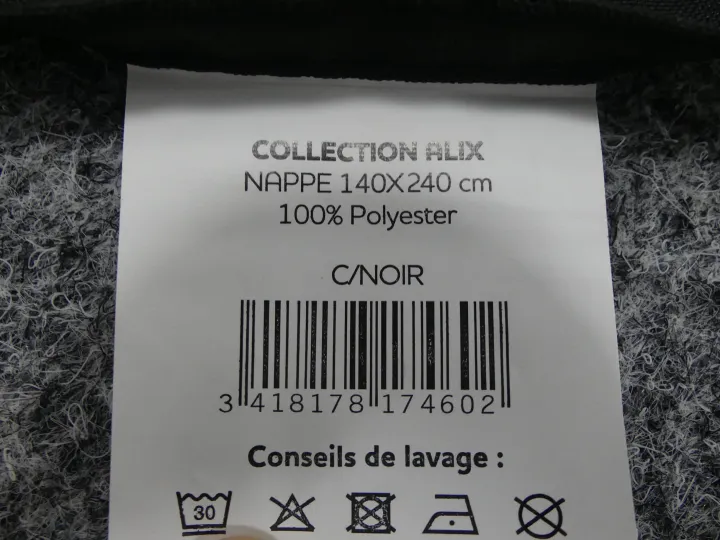 COLLECTION ALIX
NAPPE 140X240 cm
100% Polyester
C/NOIR
3 418178 174602
Conseils de lavage :
30